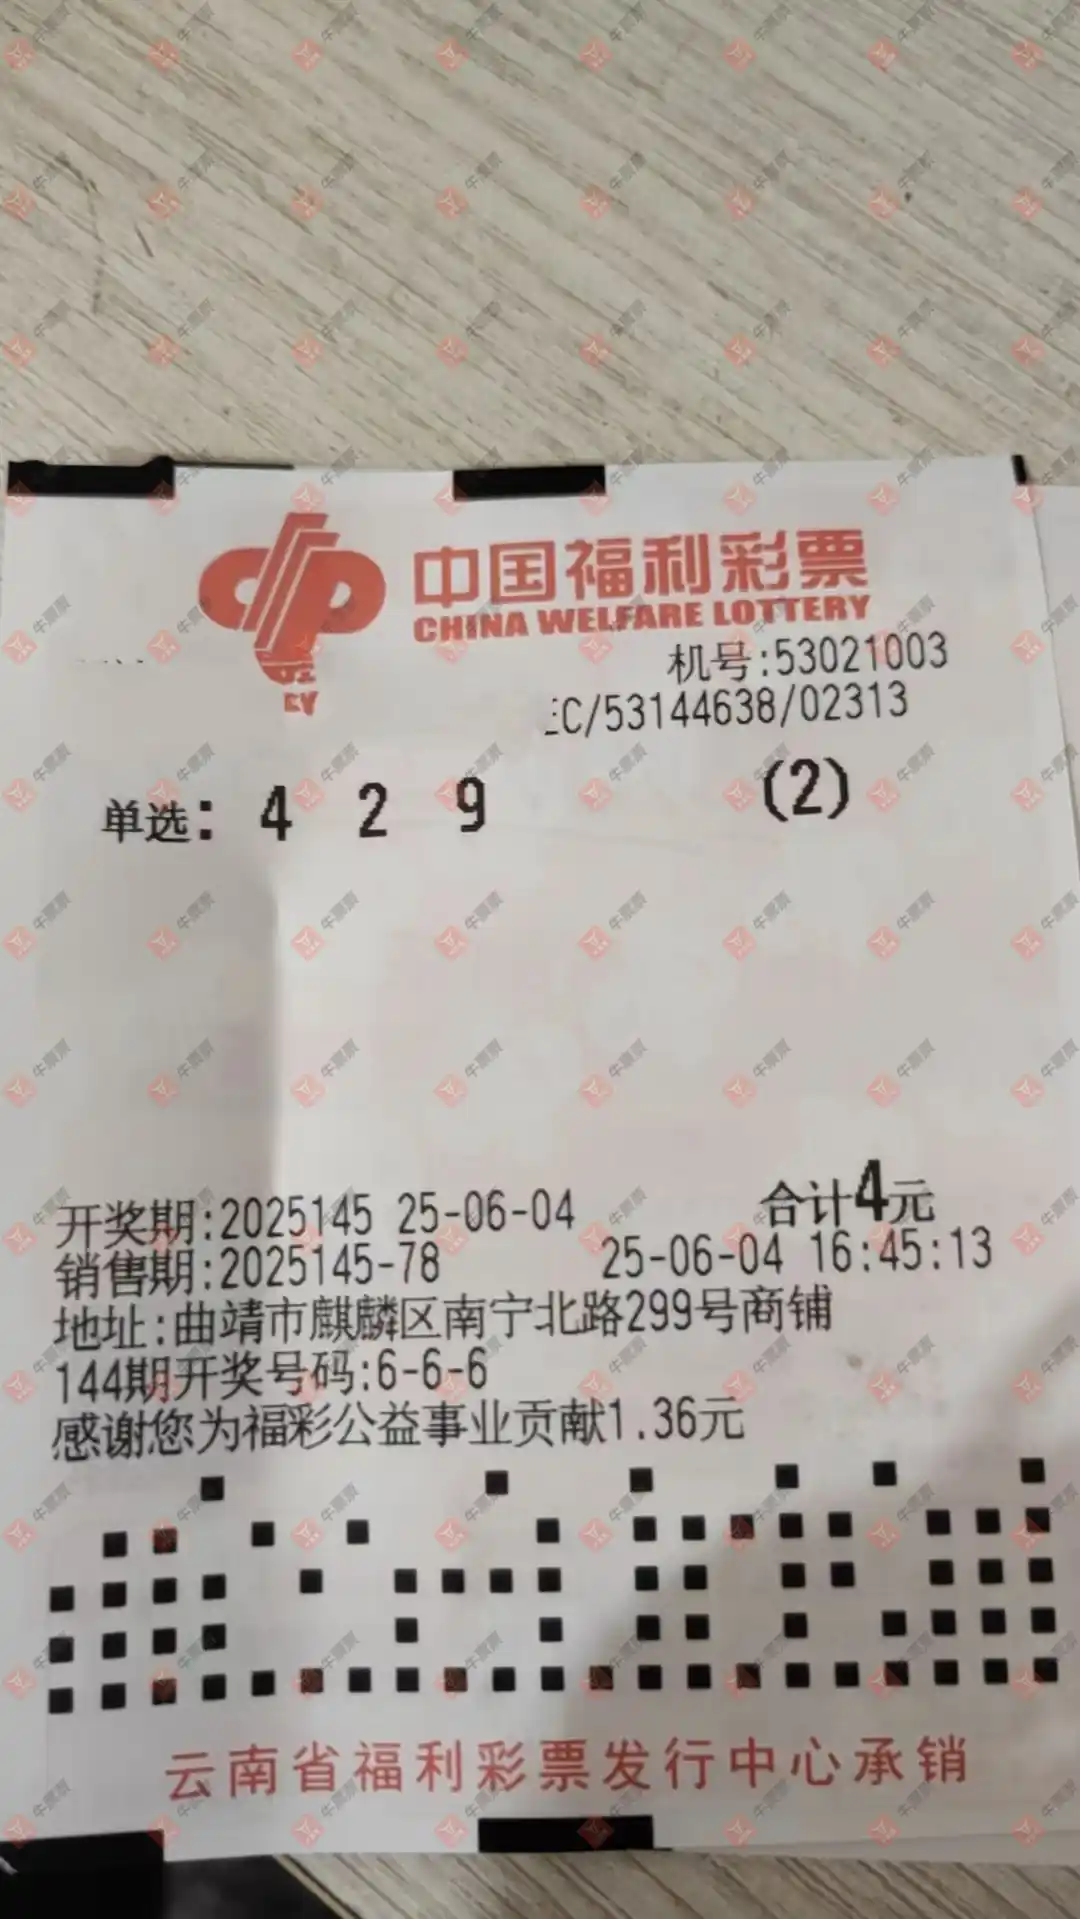 中国福利彩票
CHINA WELFARE LOTTERY
机号:53021003
C/53144638/02313
单选: 4 2 9 (2)
开奖期:2025145 25-06-04 合计4元
销售期:2025145-78 25-06-04 16:45:13
地址:曲靖市麒麟区南宁北路299号商铺
144期开奖号码:6-6-6
感谢您为福彩公益事业贡献1.36元
云南省福利彩票发行中心承销